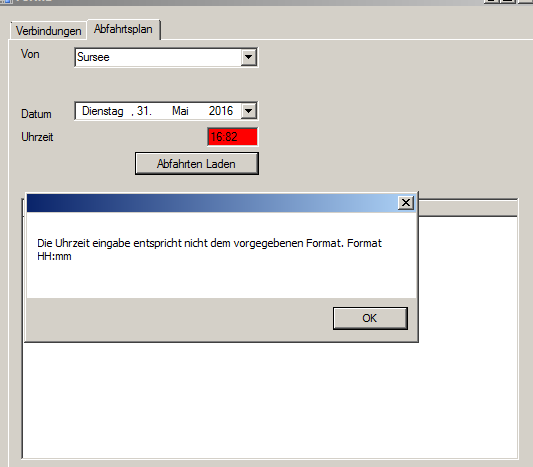 Verbindungen
Abfahrtsplan
Von
Sursee
Datum
Dienstag , 31. Mai 2016
Uhrzeit
16.82
Abfahrten Laden
Die Uhrzeit eingabe entspricht nicht dem vorgegebenen Format. Format
HH:mm
OK